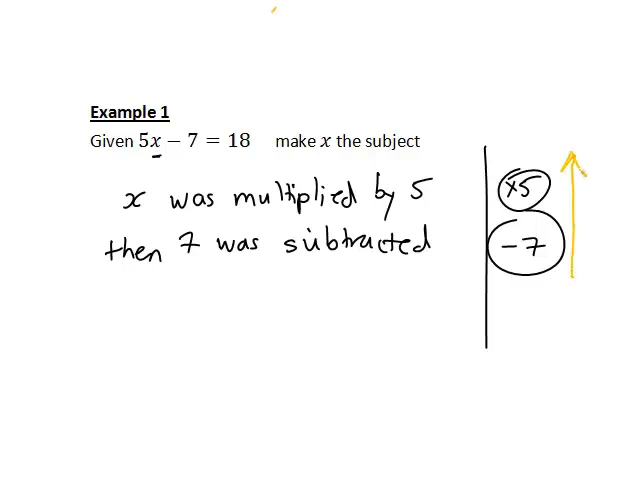 Example 1
Given 5x − 7 = 18 make x the subject
x was multiplied by 5
then 7 was subtracted
×5
−7